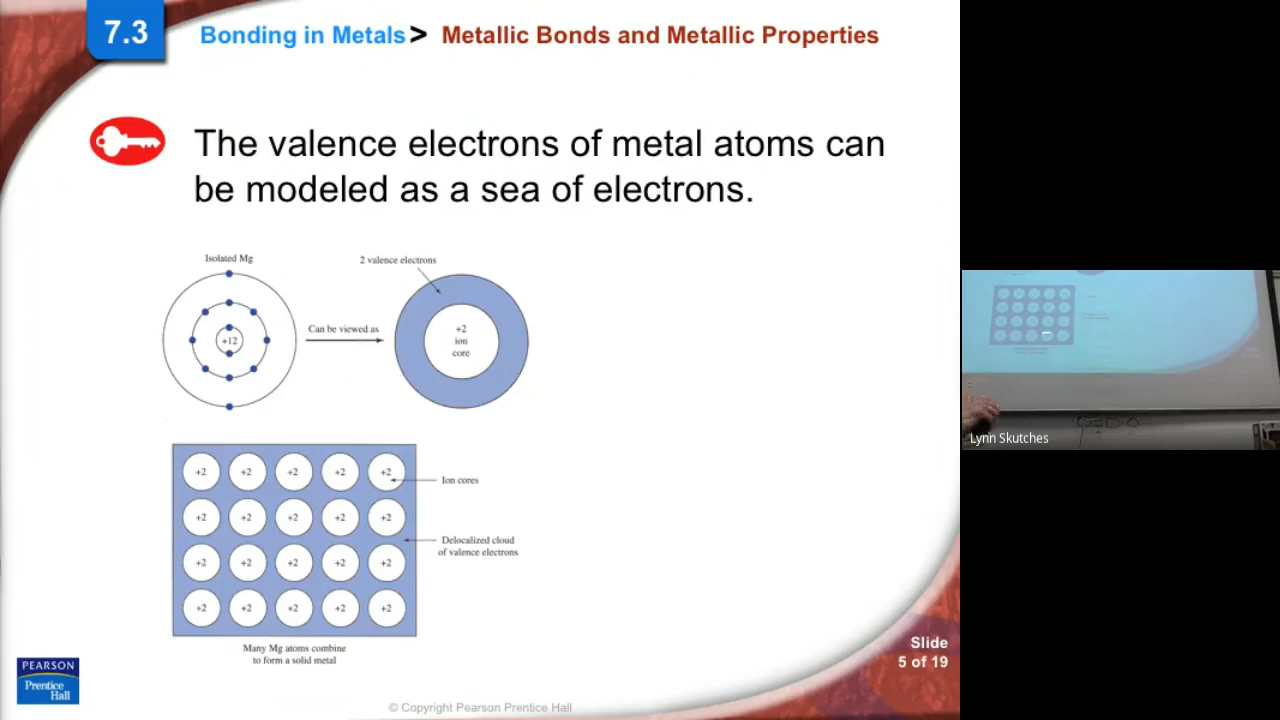 7.3
Bonding in Metals > Metallic Bonds and Metallic Properties
The valence electrons of metal atoms can
be modeled as a sea of electrons.
Isolated Mg
+12
Can be viewed as
2 valence electrons
+2
ion
core
+2 +2 +2 +2 +2
+2 +2 +2 +2 +2
+2 +2 +2 +2 +2
+2 +2 +2 +2 +2
Ion cores
Delocalized cloud
of valence electrons
Many Mg atoms combine
to form a solid metal
PEARSON
Prentice
Hall
© Copyright Pearson Prentice Hall
Slide
5 of 19
Lynn Skutches